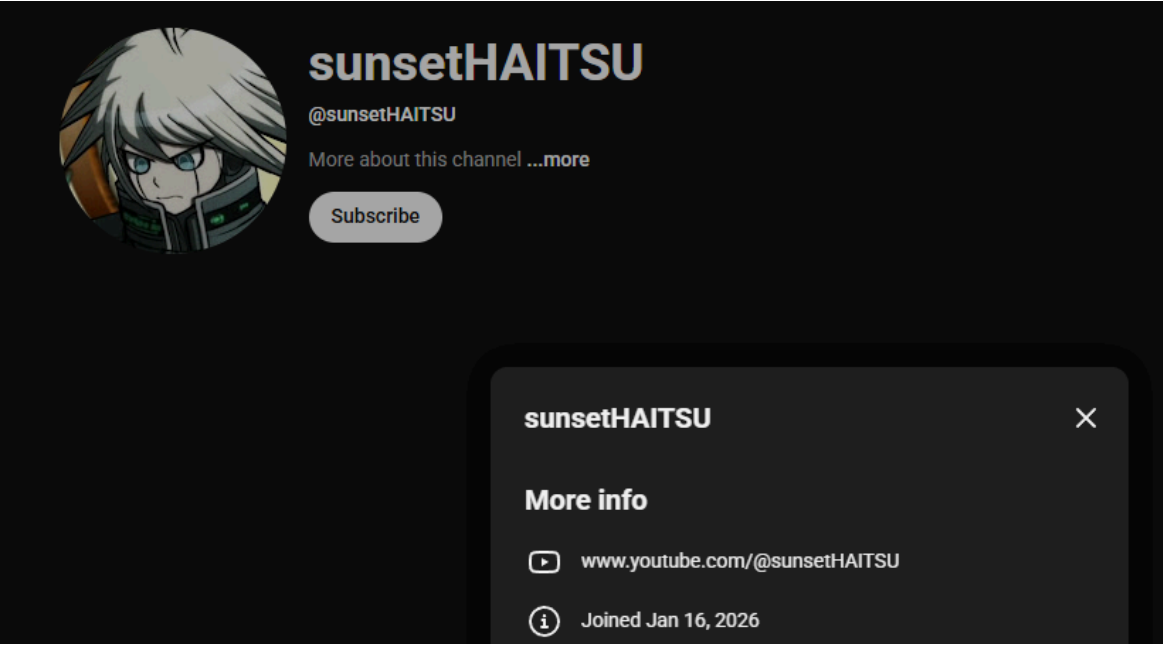 sunsetHAITSU
@sunsetHAITSU
More about this channel ...more
Subscribe
sunsetHAITSU
More info
www.youtube.com/@sunsetHAITSU
Joined Jan 16, 2026